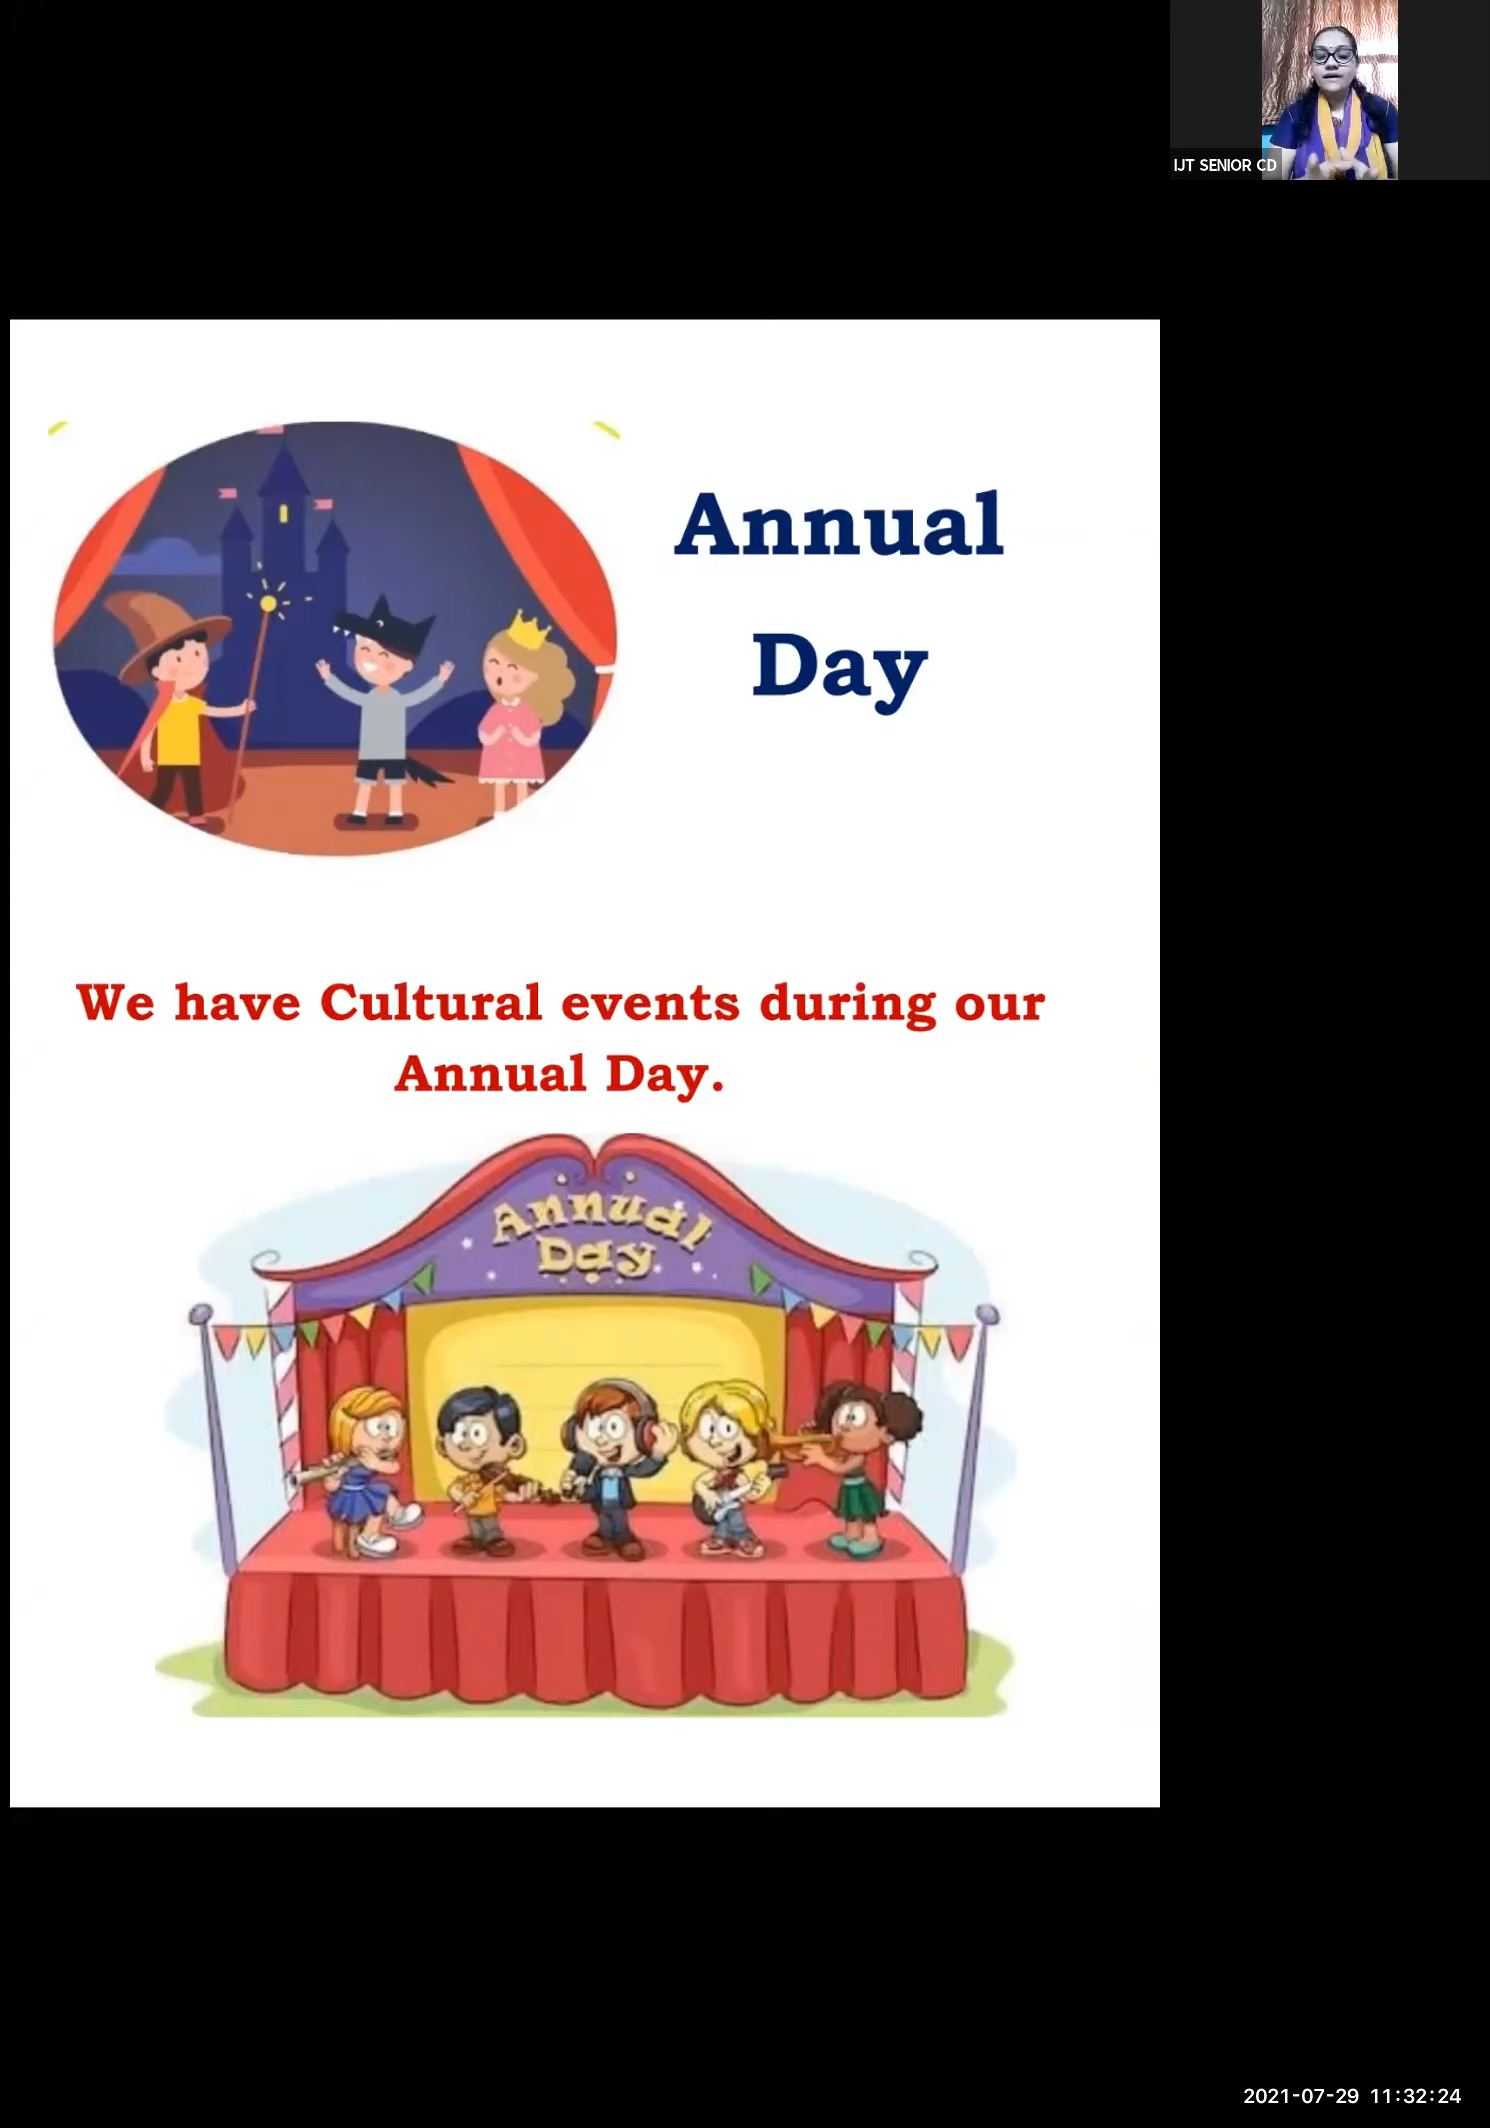 IJT SENIOR CD
Annual
Day
We have Cultural events during our
Annual Day.
Annual
Day
2021-07-29 11:32:24